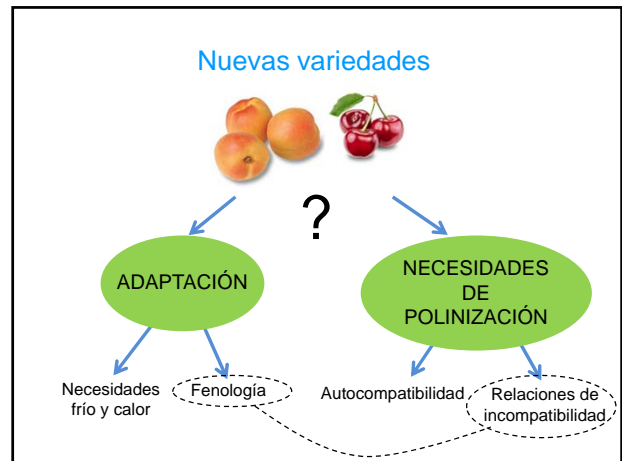 Nuevas variedades
?
ADAPTACIÓN
NECESIDADES
DE
POLINIZACIÓN
Necesidades
frío y calor
Fenología
Autocompatibilidad
Relaciones de
incompatibilidad